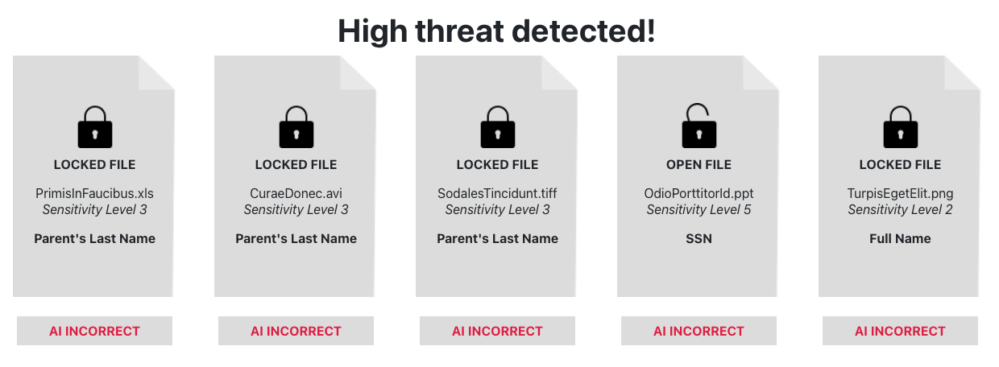 High threat detected!
LOCKED FILE
PrimisInFaucibus.xls
Sensitivity Level 3
Parent's Last Name
AI INCORRECT
LOCKED FILE
CuraeDonec.avi
Sensitivity Level 3
Parent's Last Name
AI INCORRECT
LOCKED FILE
SodalesTincidunt.tiff
Sensitivity Level 3
Parent's Last Name
AI INCORRECT
OPEN FILE
OdioPorttitorId.ppt
Sensitivity Level 5
SSN
AI INCORRECT
LOCKED FILE
TurpisEgetElit.png
Sensitivity Level 2
Full Name
AI INCORRECT